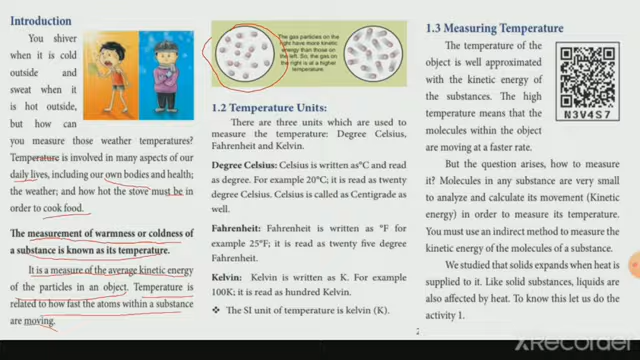 Introduction
You shiver
when it is cold
outside and
sweat when it
is hot outside,
but how can
you measure those weather temperatures?
Temperature is involved in many aspects of our
daily lives, including our own bodies and health;
the weather; and how hot the stove must be in
order to cook food.
The measurement of warmness or coldness of
a substance is known as its temperature.
It is a measure of the average kinetic energy
of the particles in an object. Temperature is
related to how fast the atoms within a substance
are moving.
The gas particles on the
right have more kinetic
energy than those on
the left. So, the gas on
the right is at a higher
temperature
1.2 Temperature Units:
There are three units which are used to
measure the temperature: Degree Celsius,
Fahrenheit and Kelvin.
Degree Celsius: Celsius is written as°C and read
as degree. For example 20°C; it is read as twenty
degree Celsius. Celsius is called as Centigrade as
well.
Fahrenheit: Fahrenheit is written as °F for
example 25°F; it is read as twenty five degree
Fahrenheit.
Kelvin: Kelvin is written as K. For example
100K; it is read as hundred Kelvin.
❖ The SI unit of temperature is kelvin (K).
2
1.3 Measuring Temperature
The temperature of the
object is well approximated
with the kinetic energy of
the substances. The high
temperature means that the
molecules within the object
are moving at a faster rate.
N3V4S7
But the question arises, how to measure
it? Molecules in any substance are very small
to analyze and calculate its movement (Kinetic
energy) in order to measure its temperature.
You must use an indirect method to measure the
kinetic energy of the molecules of a substance.
We studied that solids expands when heat is
supplied to it. Like solid substances, liquids are
also affected by heat. To know this let us do the
activity 1.
XRecorder